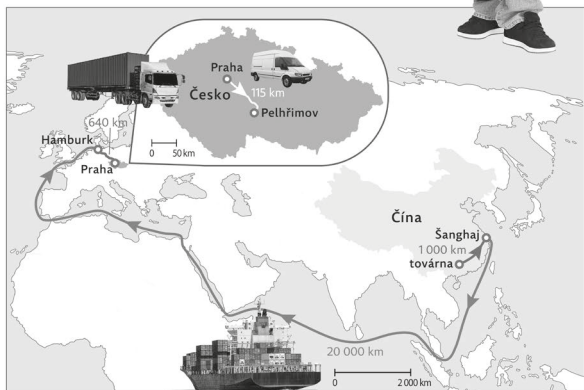 Praha
115 km
Česko
Pelhřimov
0 50 km
640 km
Hamburk
Praha
Čína
Šanghaj
1 000 km
továrna
20 000 km
0 2 000 km